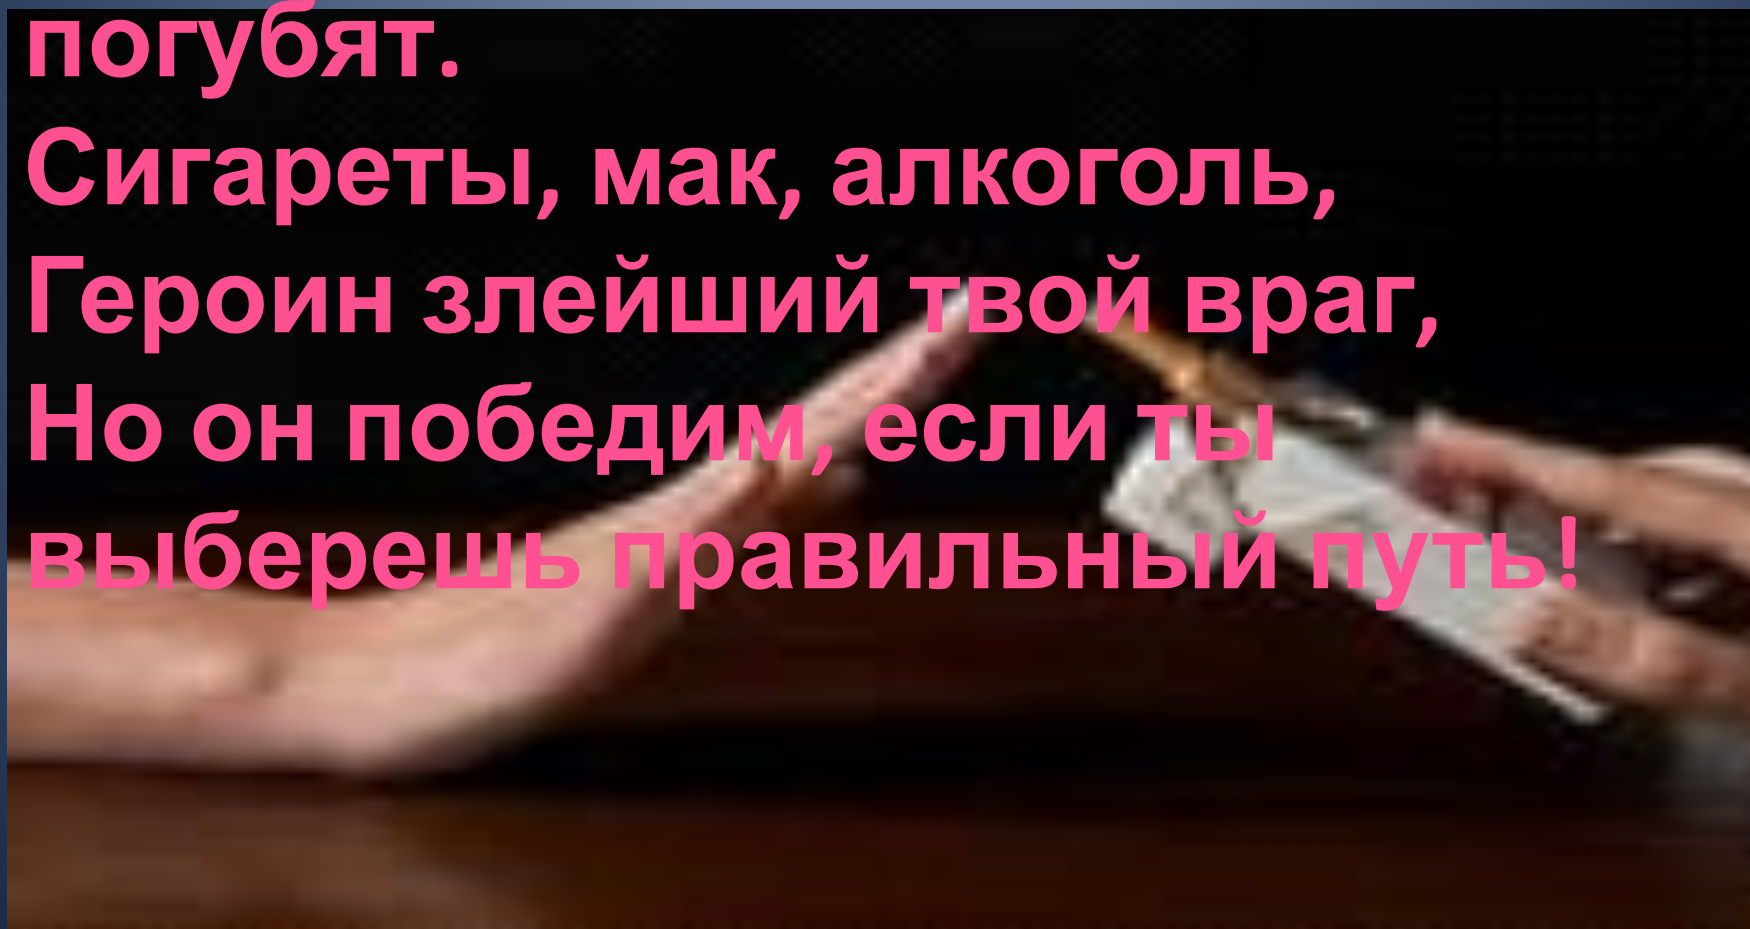 погубят.
Сигареты, мак, алкоголь,
Героин злейший твой враг,
Но он победим, если ты
выберешь правильный путь!